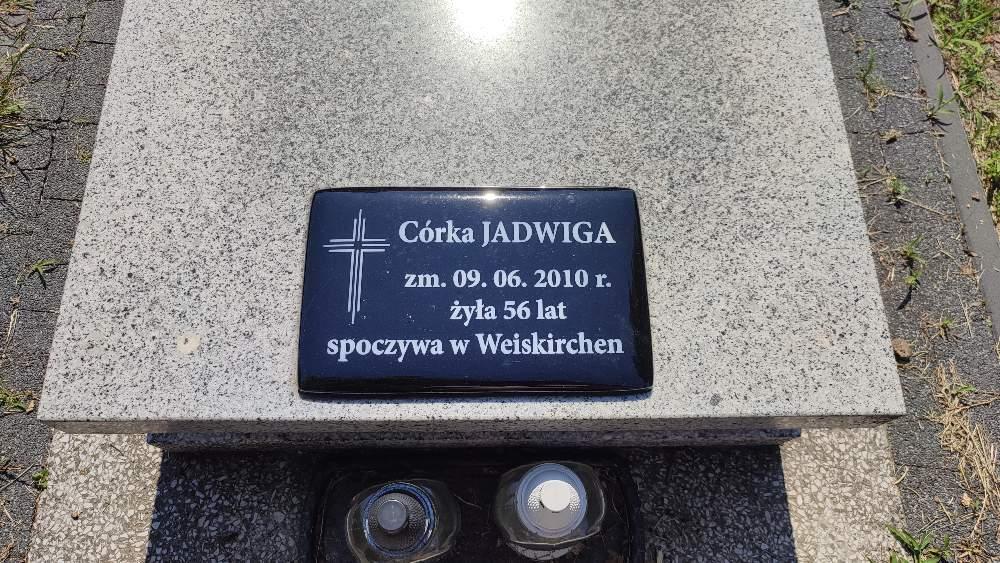 Córka JADWIGA
zm. 09. 06. 2010 r.
żyła 56 lat
spoczywa w Weiskirchen